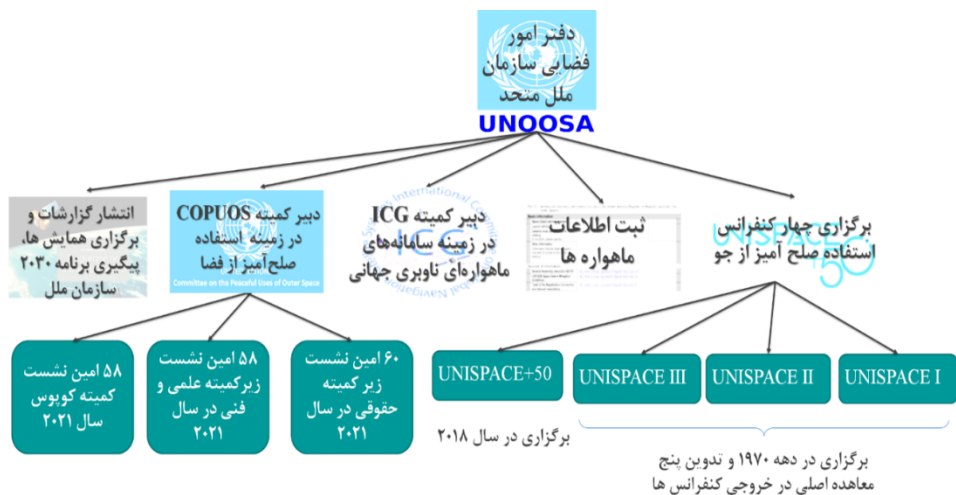 دفتر امور
فضایی سازمان
ملل متحد
UNOOSA
برگزاری چهار کنفرانس
استفاده صلح آمیز از جو
UNISPACE
+50
ثبت اطلاعات
ماهواره ها
دبیر کمیته ICG
در زمینه سامانه‌های
ماهواره‌ای ناوبری جهانی
دبیر کمیته COPUOS
در زمینه استفاده
صلح‌آمیز از فضا
Committee on the Peaceful Uses of Outer Space
انتشار گزارشات و
برگزاری همایش ها،
پیگیری برنامه ۲۰۳۰
سازمان ملل
UNISPACE I
UNISPACE II
UNISPACE III
UNISPACE+50
۶۰ امین نشست
زیر کمیته
حقوقی در سال
۲۰۲۱
۵۸ امین نشست
زیرکمیته علمی و
فنی در سال
۲۰۲۱
۵۸ امین نشست
کمیته کوپوس
سال ۲۰۲۱
برگزاری در سال ۲۰۱۸
برگزاری در دهه ۱۹۷۰ و تدوین پنج
معاهده اصلی در خروجی کنفرانس ها